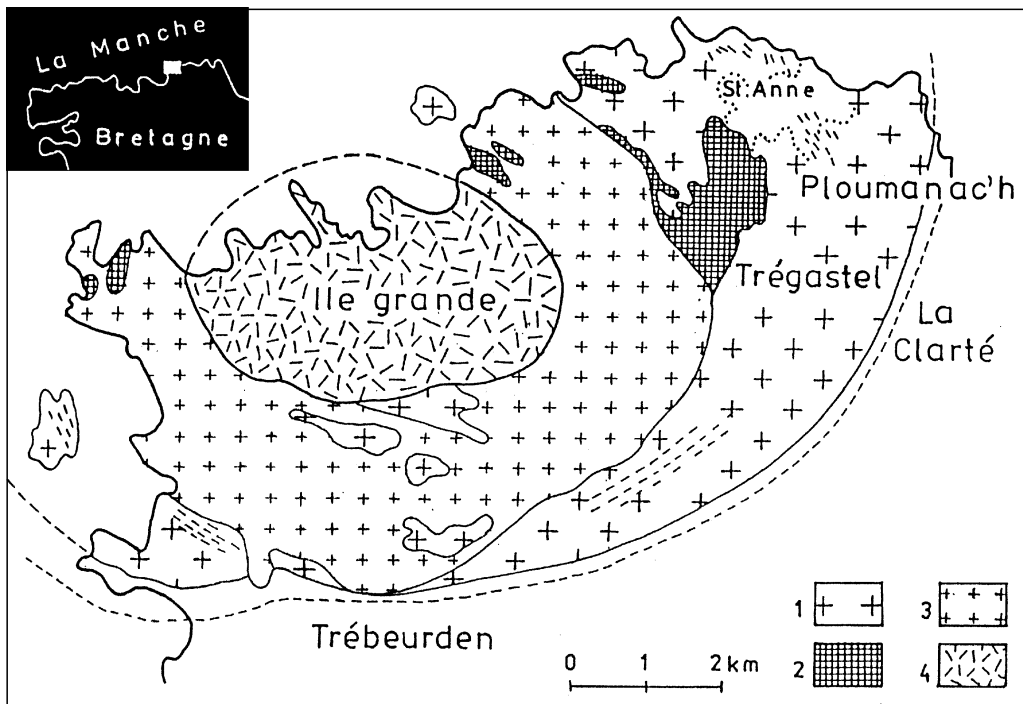 La Manche
Bretagne
St. Anne
Ploumanac'h
Trégastel
Ile grande
La
Clarté
Trébeurden
1
3
2
4
0 1 2 km